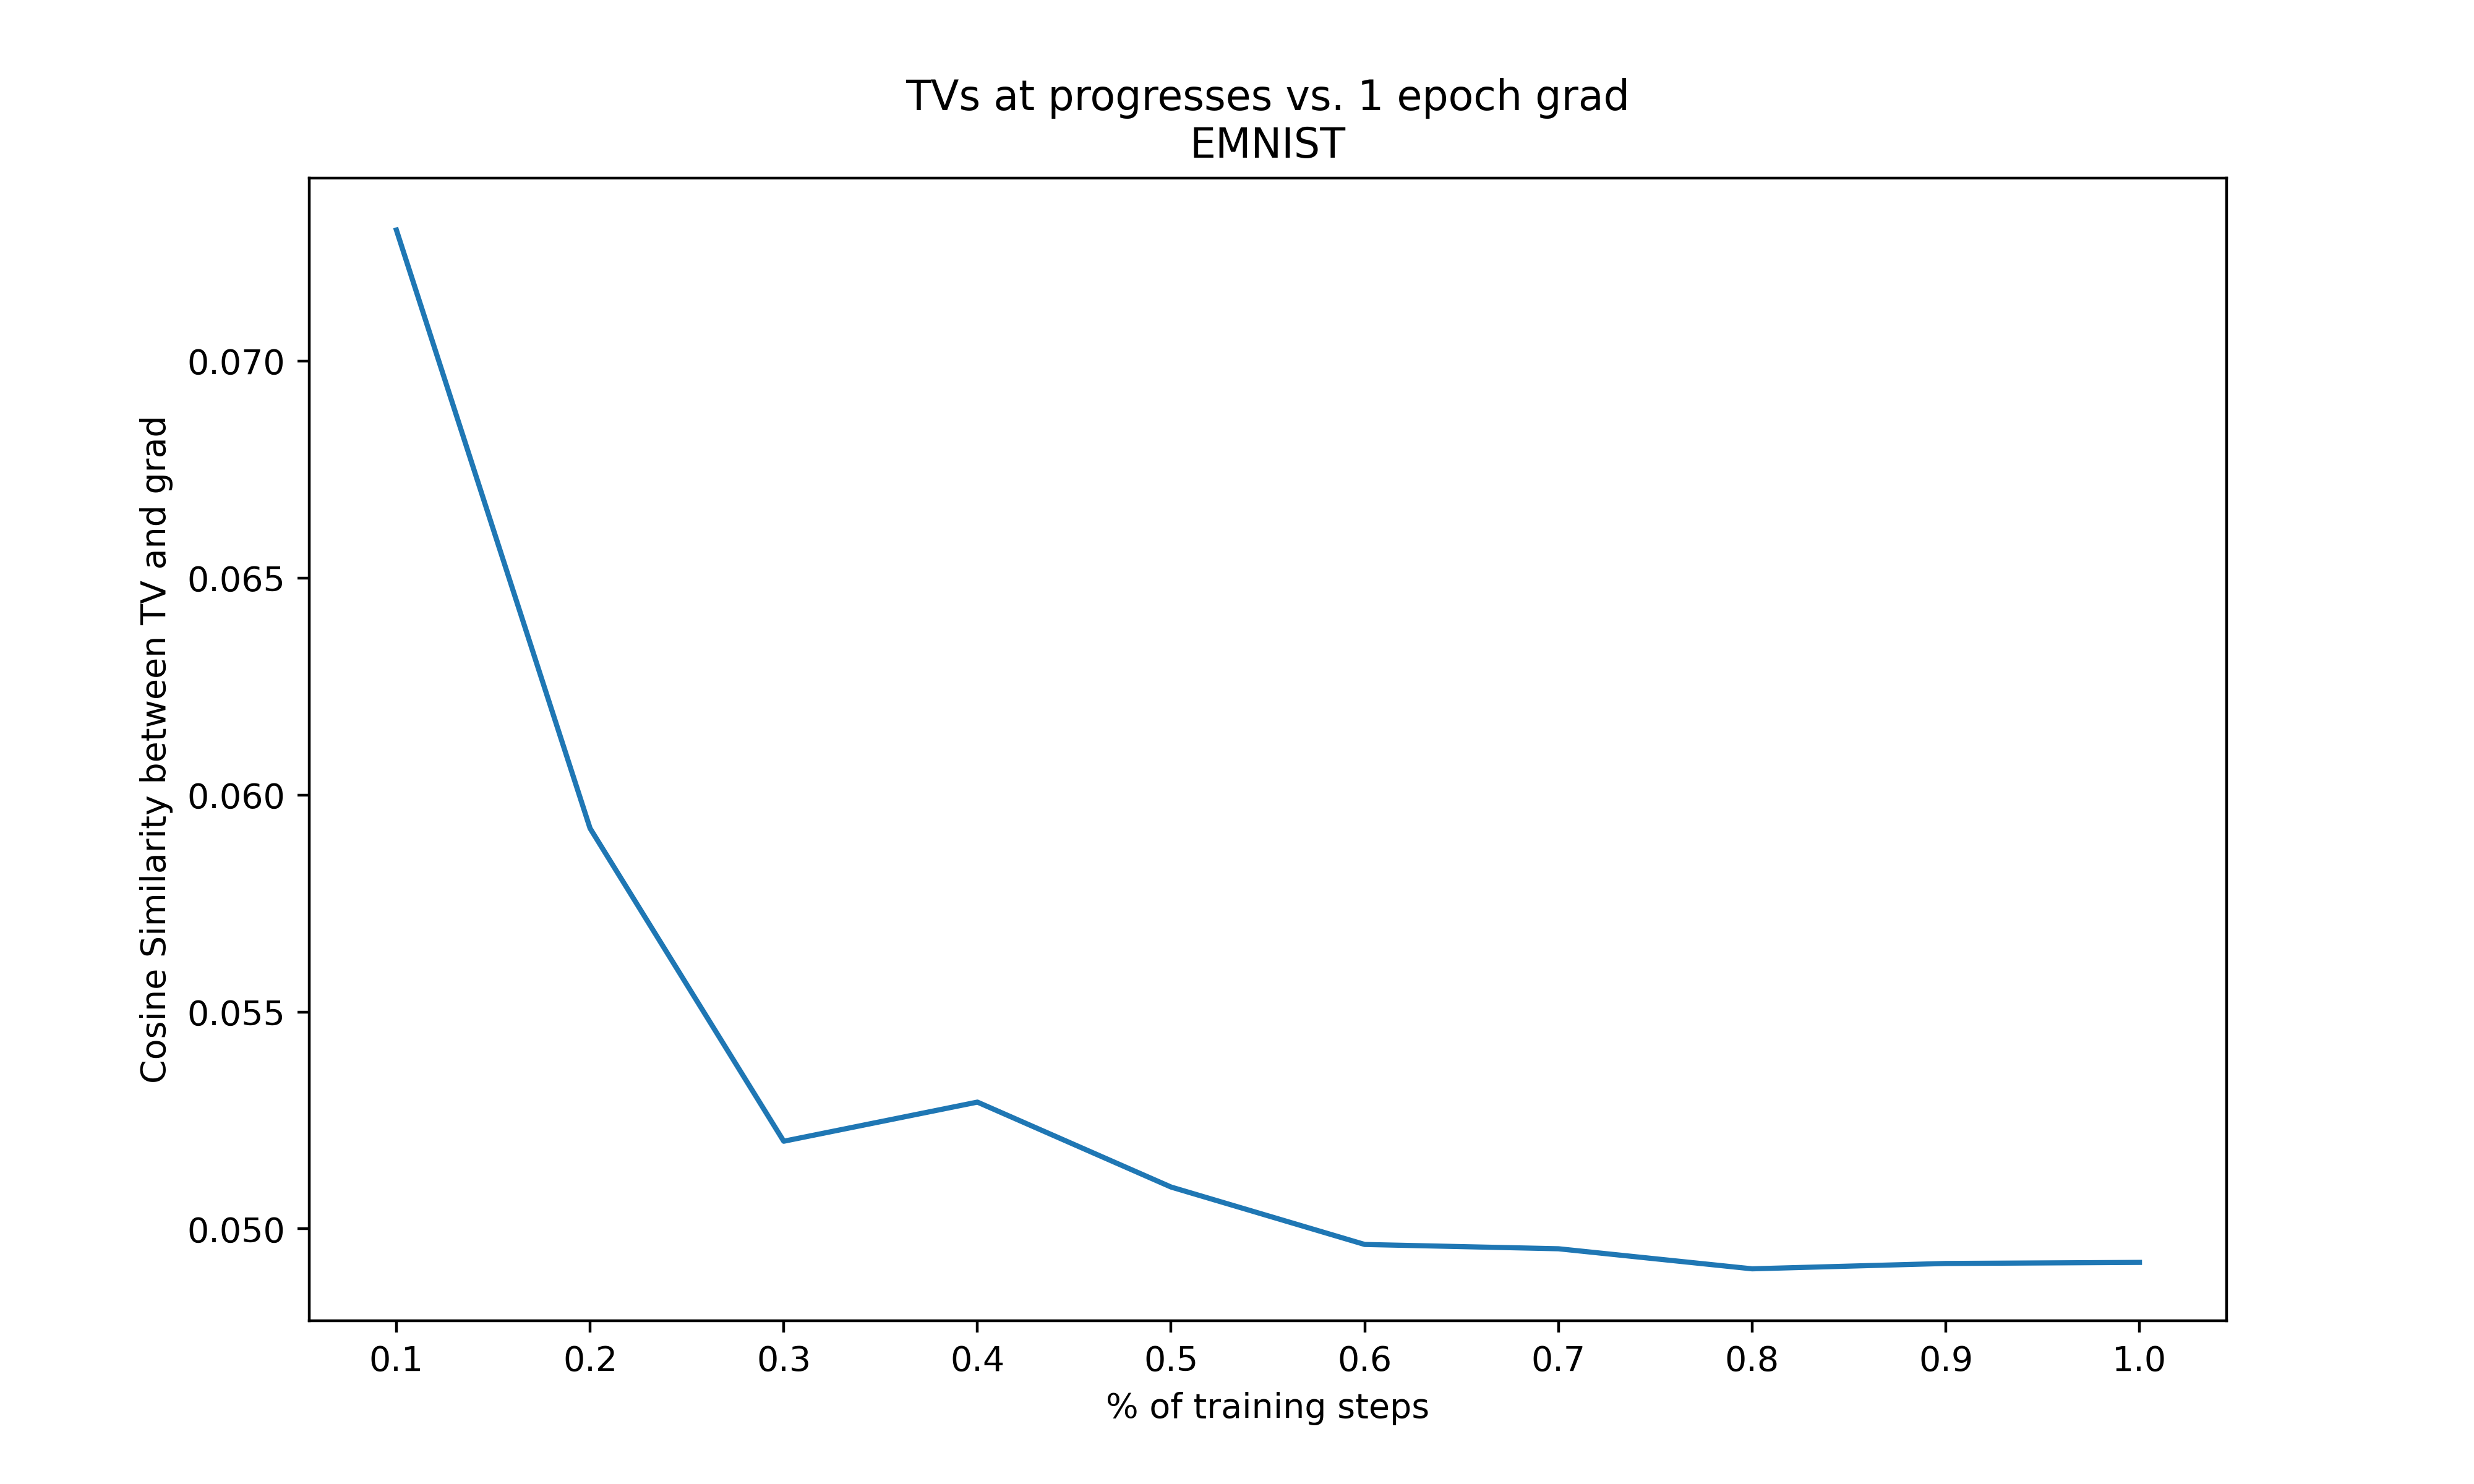 TVs at progresses vs. 1 epoch grad
EMNIST
Cosine Similarity between TV and grad
0.070
0.065
0.060
0.055
0.050
0.1 0.2 0.3 0.4 0.5 0.6 0.7 0.8 0.9 1.0
% of training steps